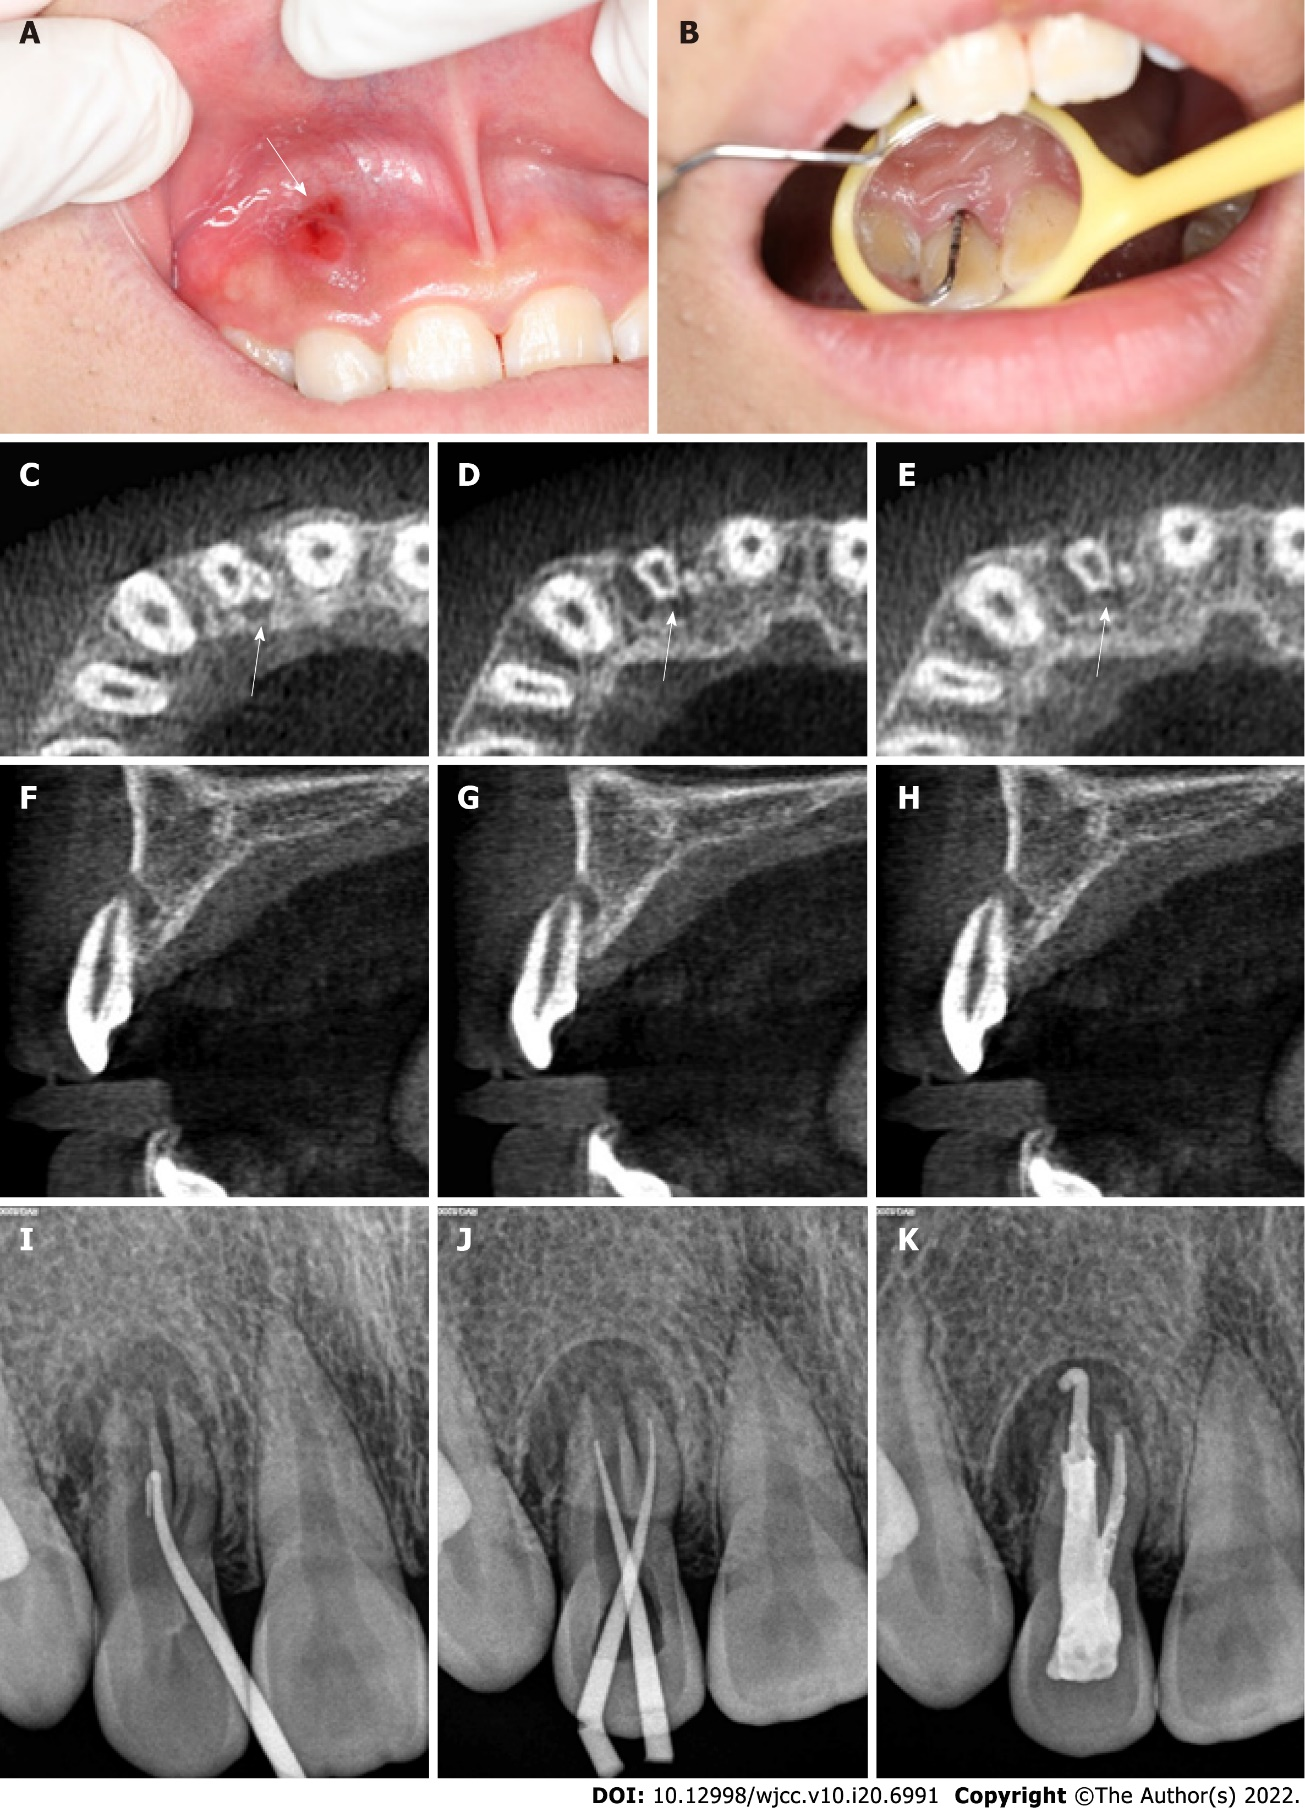 A
B
C
D
E
F
G
H
I
J
K
DOI: 10.12998/wjcc.v10.i20.6991 Copyright ©The Author(s) 2022.